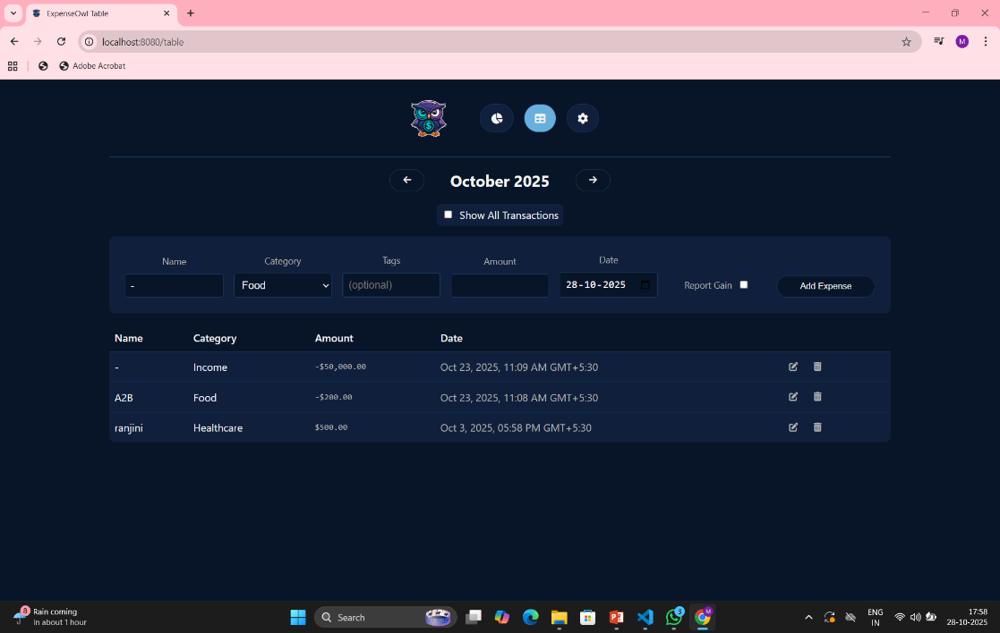 ExpenseOwl Table
localhost:8080/table
M
Adobe Acrobat
$
October 2025
Show All Transactions
Name Category Tags Amount Date
- Food (optional) 28-10-2025 Report Gain Add Expense
Name Category Amount Date
- Income -$50,000.00 Oct 23, 2025, 11:09 AM GMT+5:30
A2B Food -$200.00 Oct 23, 2025, 11:08 AM GMT+5:30
ranjini Healthcare $500.00 Oct 3, 2025, 05:58 PM GMT+5:30
8 Rain coming
In about 1 hour
Search
3
M
ENG
IN
17:58
28-10-2025